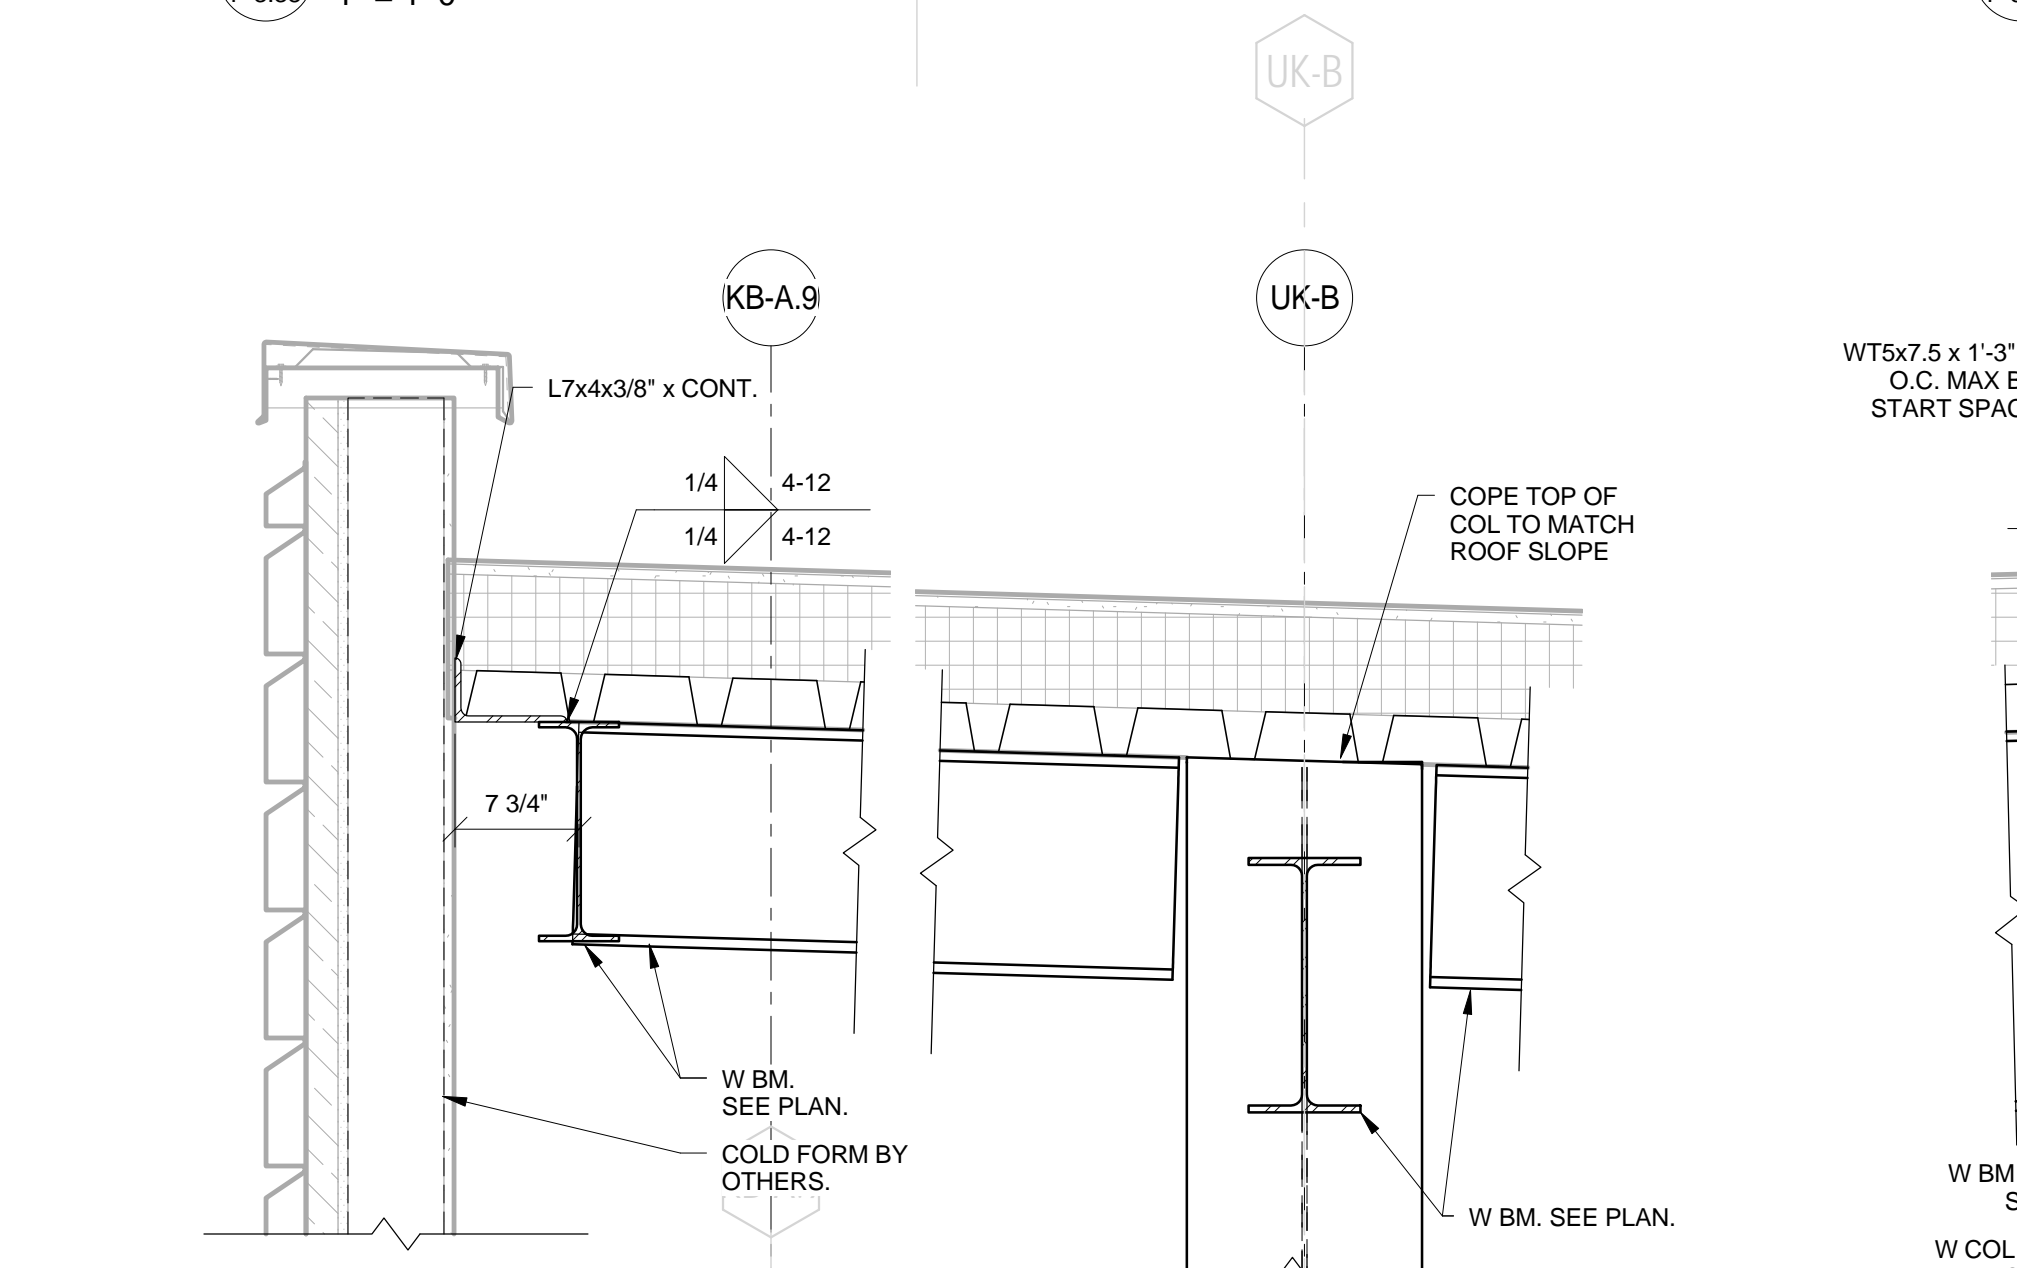 UK-B
KB-A.9
UK-B
L7x4x3/8" x CONT.
1/4
4-12
1/4
4-12
COPE TOP OF
COL TO MATCH
ROOF SLOPE
WT5x7.5 x 1'-3"
O.C. MAX
START
7 3/4"
W BM.
SEE PLAN.
COLD FORM BY
OTHERS.
W BM. SEE PLAN.
W BM
W COL